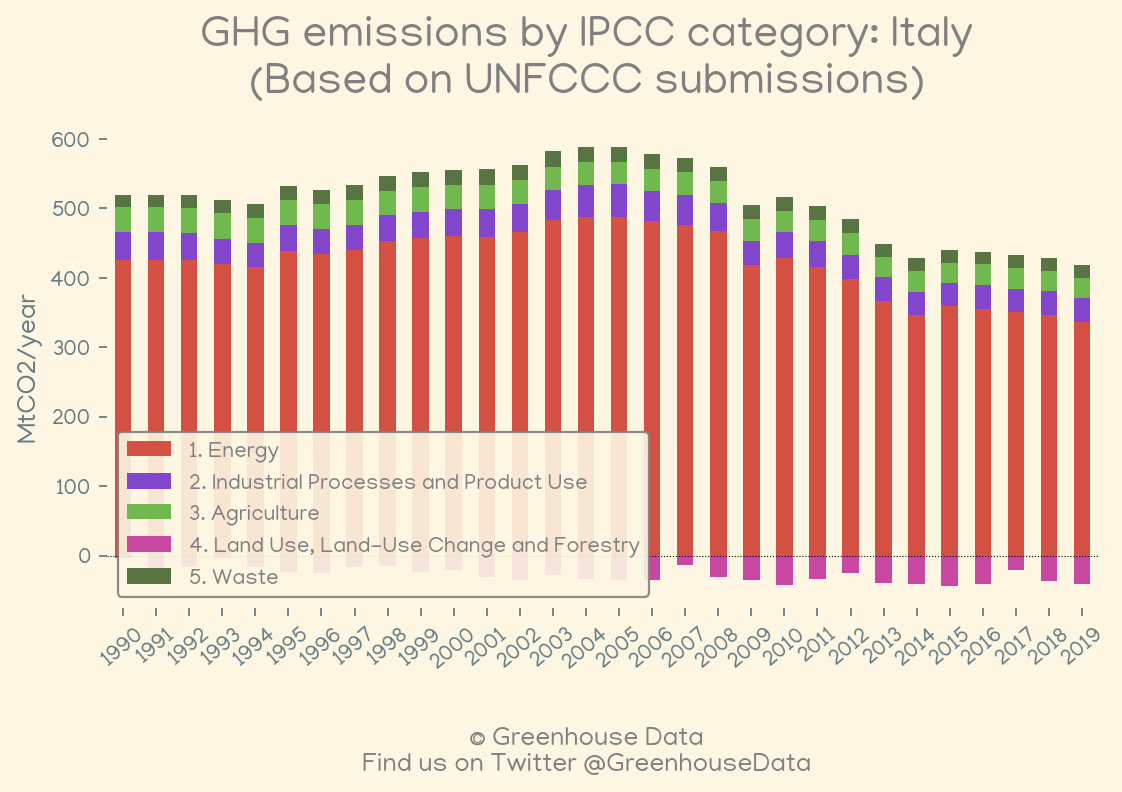 GHG emissions by IPCC category: Italy
(Based on UNFCCC submissions)
MtCO2/year
600
500
400
300
200
100
0
1. Energy
2. Industrial Processes and Product Use
3. Agriculture
4. Land Use, Land-Use Change and Forestry
5. Waste
1990 1991 1992 1993 1994 1995 1996 1997 1998 1999 2000 2001 2002 2003 2004 2005 2006 2007 2008 2009 2010 2011 2012 2013 2014 2015 2016 2017 2018 2019
© Greenhouse Data
Find us on Twitter @GreenhouseData